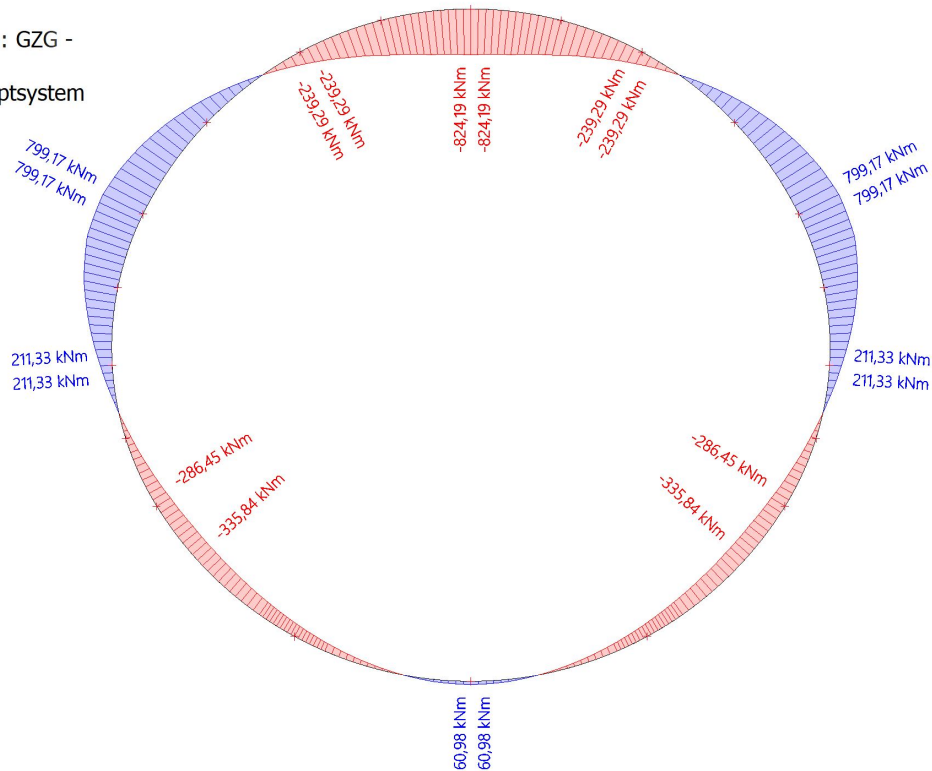 : GZG -
ptsystem
-239,29 kNm
-239,29 kNm
-824,19 kNm
-824,19 kNm
-239,29 kNm
-239,29 kNm
799,17 kNm
799,17 kNm
799,17 kNm
799,17 kNm
211,33 kNm
211,33 kNm
211,33 kNm
211,33 kNm
-286,45 kNm
-335,84 kNm
-286,45 kNm
-335,84 kNm
60,98 kNm
60,98 kNm